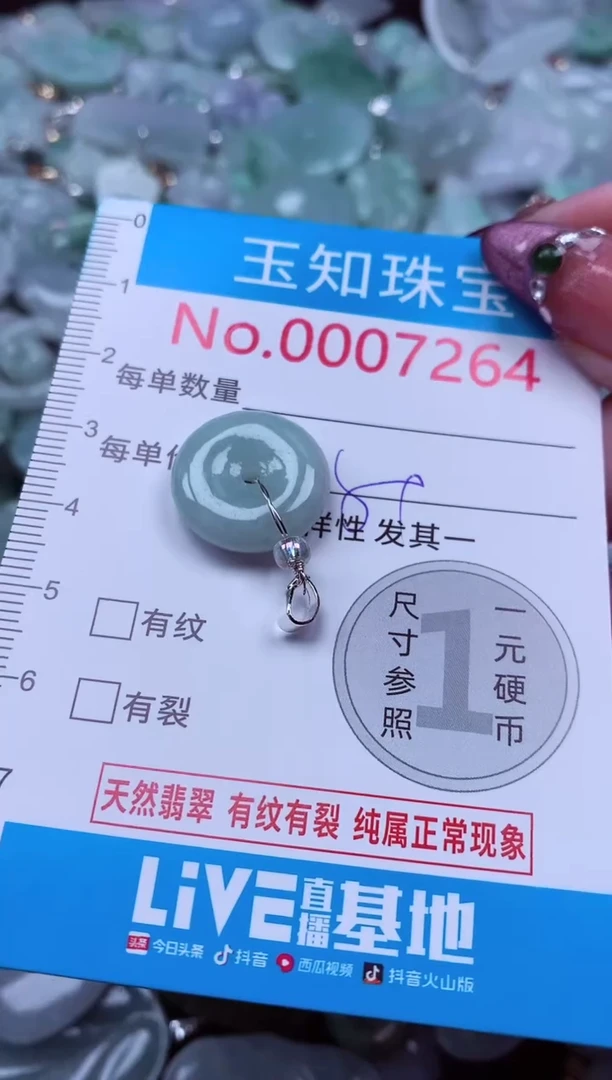 0
1
2
3
4
5
6
7
玉知珠宝
No.0007264
每单数量
每单
样性 发其一
有纹
有裂
尺寸参照
1
一元硬币
天然翡翠 有纹有裂 纯属正常现象
LiVE直播基地
头条 今日头条 抖音 西瓜视频 抖音火山版